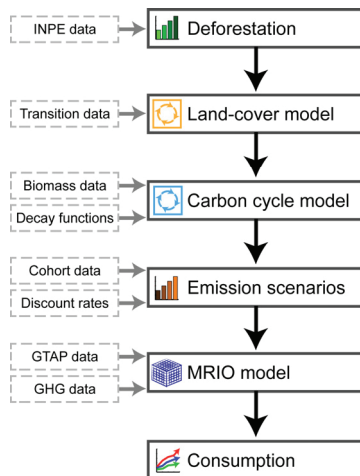 INPE data
Deforestation
Transition data
Land-cover model
Biomass data
Decay functions
Carbon cycle model
Cohort data
Discount rates
Emission scenarios
GTAP data
GHG data
MRIO model
Consumption